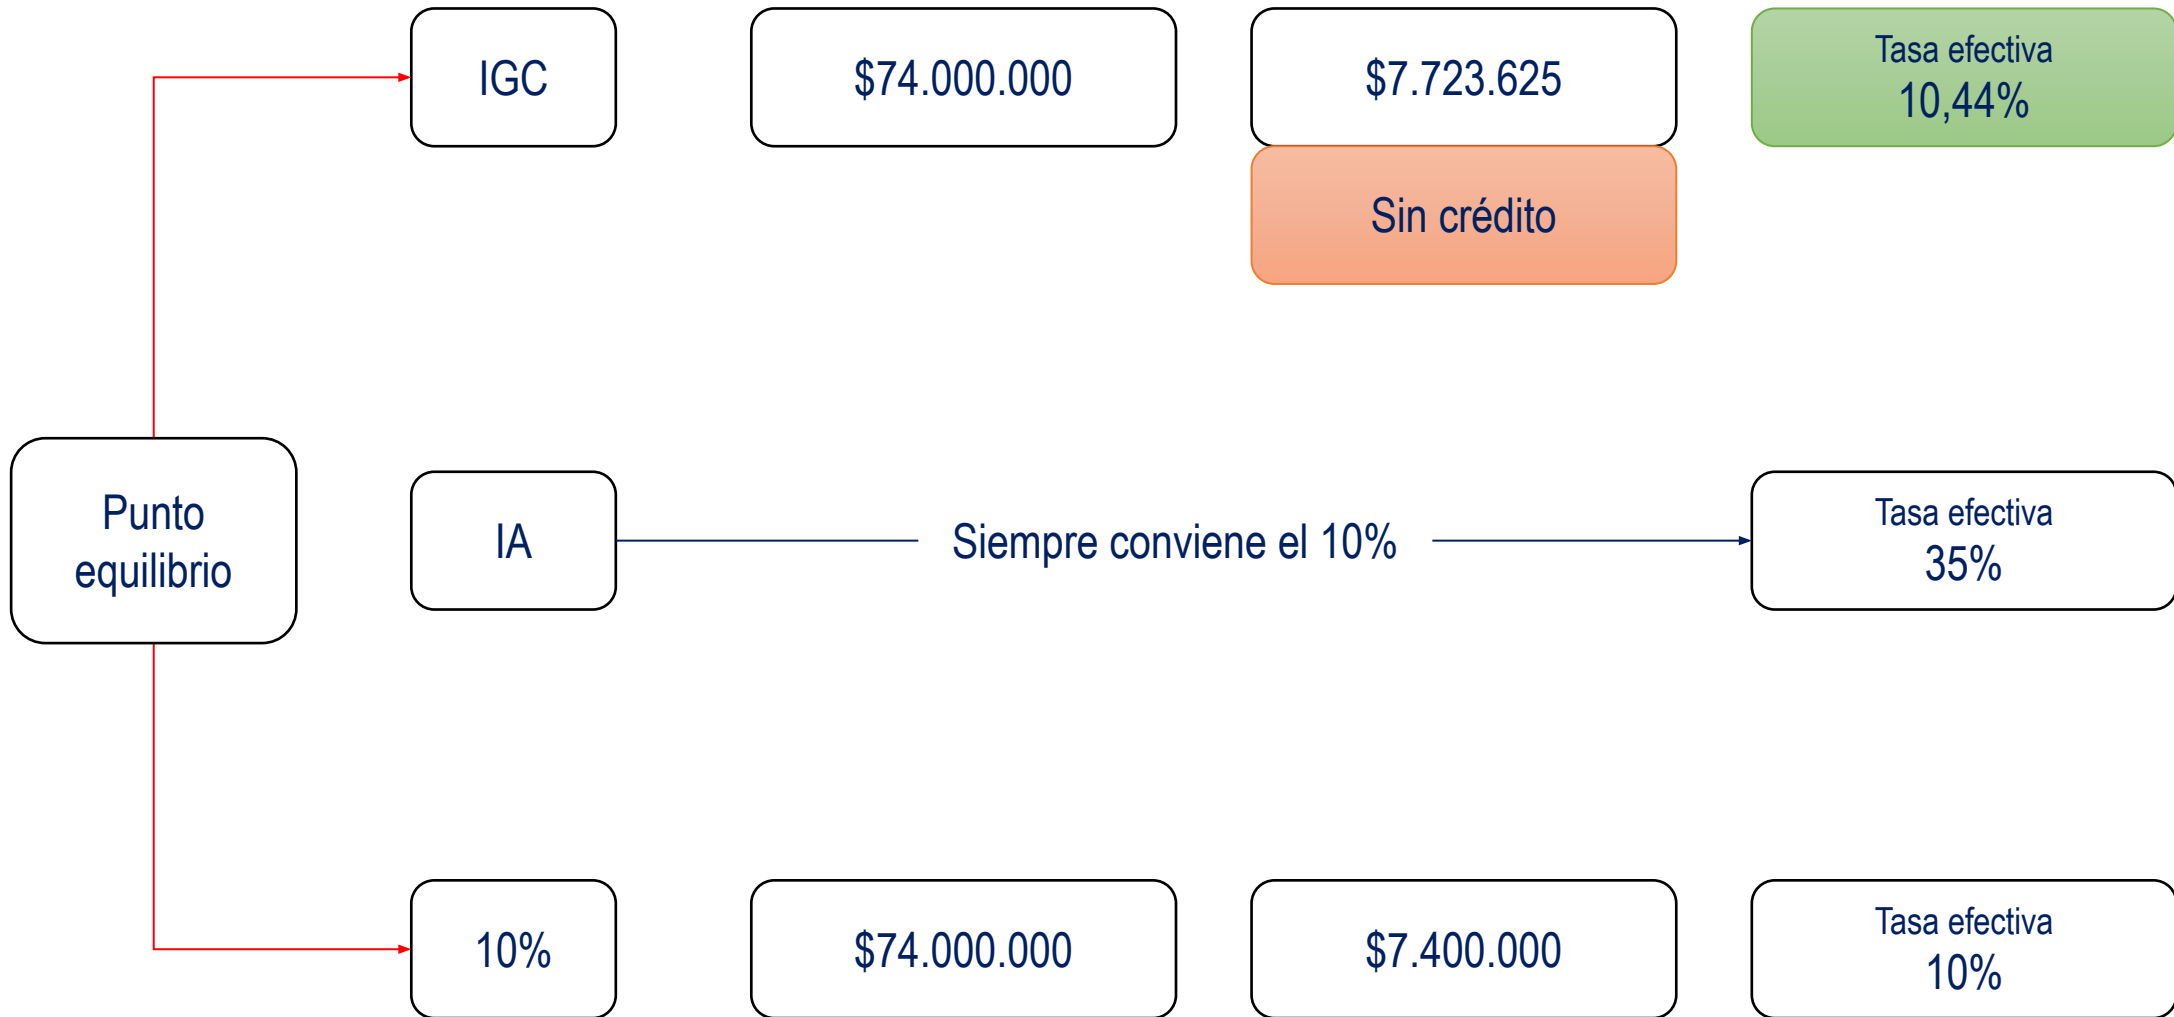 IGC
$74.000.000
$7.723.625
Tasa efectiva
10,44%
Sin crédito
Punto
equilibrio
IA
Siempre conviene el 10%
Tasa efectiva
35%
10%
$74.000.000
$7.400.000
Tasa efectiva
10%